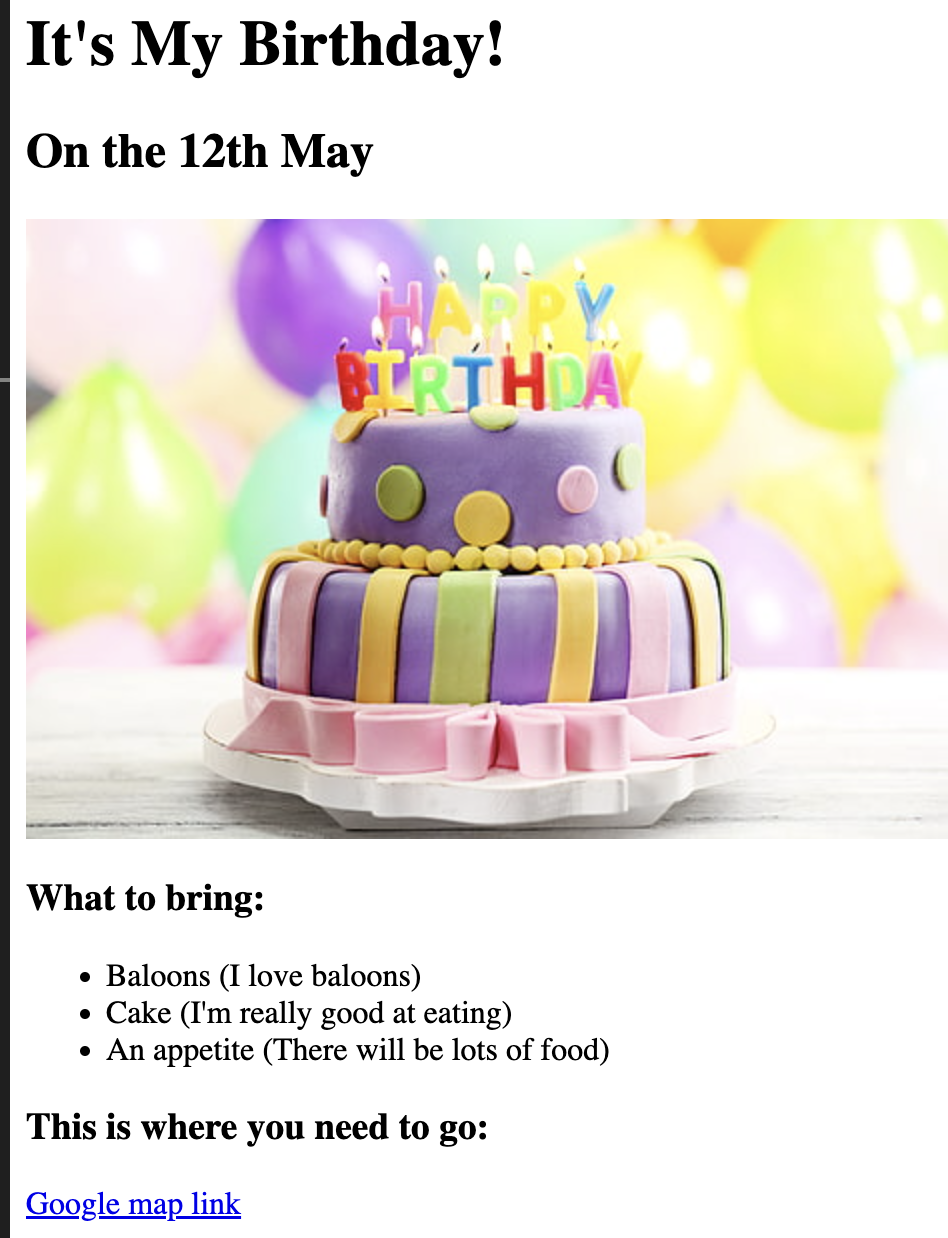 It's My Birthday!
On the 12th May
HAPPY
BIRTHDAY
What to bring:
Baloons (I love baloons)
Cake (I'm really good at eating)
An appetite (There will be lots of food)
This is where you need to go:
Google map link